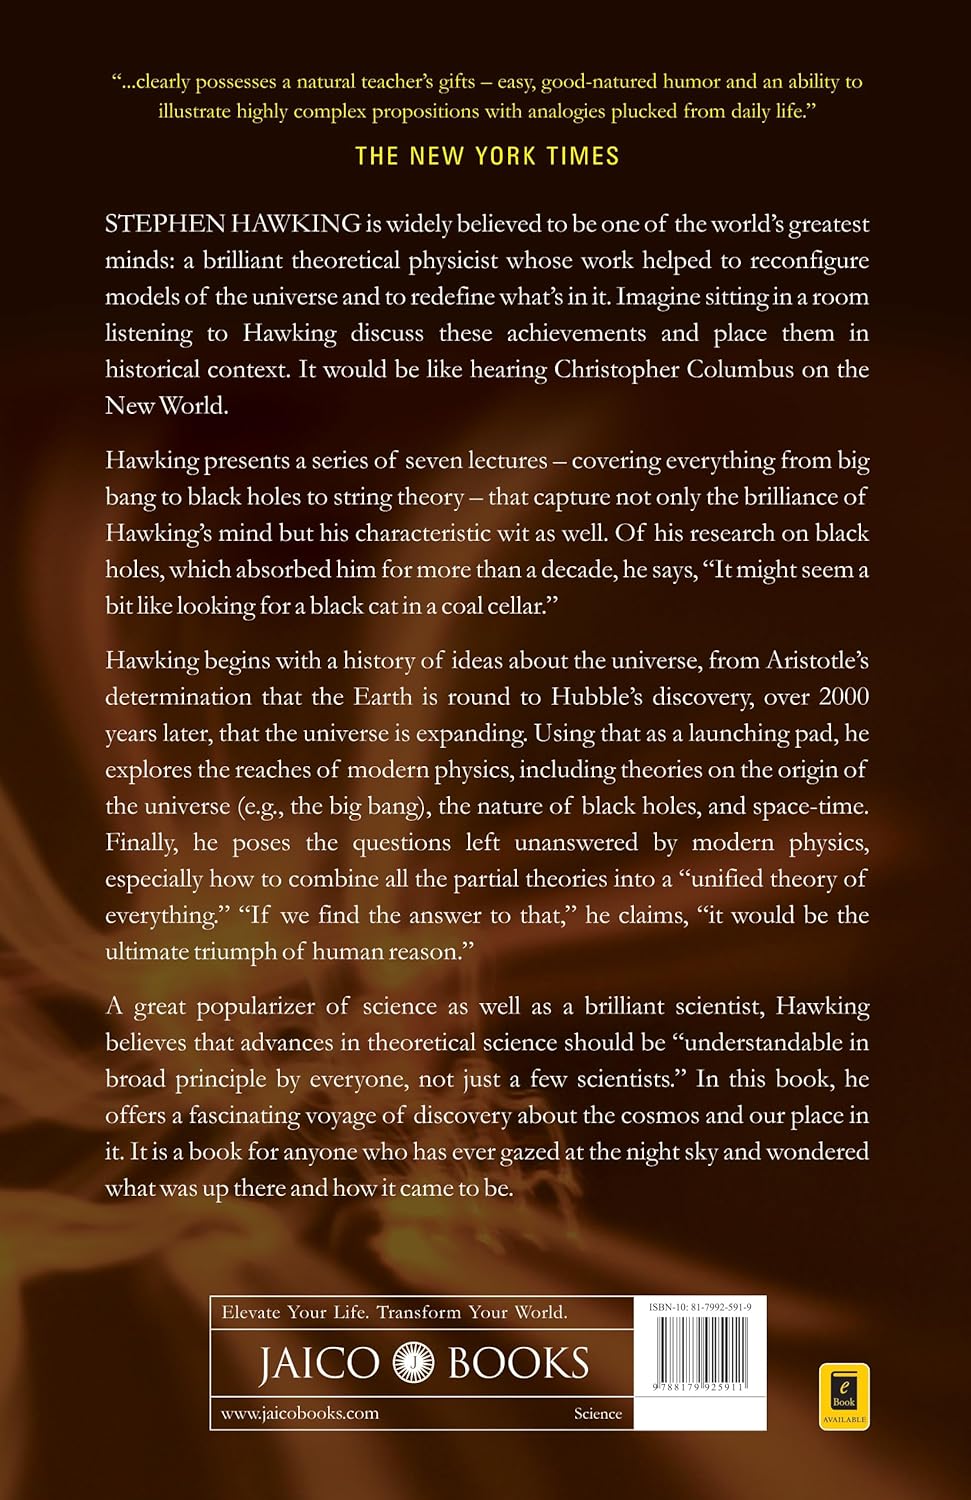 “...clearly possesses a natural teacher’s gifts – easy, good-natured humor and an ability to
illustrate highly complex propositions with analogies plucked from daily life.”
THE NEW YORK TIMES
STEPHEN HAWKING is widely believed to be one of the world’s greatest
minds: a brilliant theoretical physicist whose work helped to reconfigure
models of the universe and to redefine what’s in it. Imagine sitting in a room
listening to Hawking discuss these achievements and place them in
historical context. It would be like hearing Christopher Columbus on the
New World.
Hawking presents a series of seven lectures – covering everything from big
bang to black holes to string theory – that capture not only the brilliance of
Hawking’s mind but his characteristic wit as well. Of his research on black
holes, which absorbed him for more than a decade, he says, “It might seem a
bit like looking for a black cat in a coal cellar.”
Hawking begins with a history of ideas about the universe, from Aristotle’s
determination that the Earth is round to Hubble’s discovery, over 2000
years later, that the universe is expanding. Using that as a launching pad, he
explores the reaches of modern physics, including theories on the origin of
the universe (e.g., the big bang), the nature of black holes, and space-time.
Finally, he poses the questions left unanswered by modern physics,
especially how to combine all the partial theories into a “unified theory of
everything.” “If we find the answer to that,” he claims, “it would be the
ultimate triumph of human reason.”
A great popularizer of science as well as a brilliant scientist, Hawking
believes that advances in theoretical science should be “understandable in
broad principle by everyone, not just a few scientists.” In this book, he
offers a fascinating voyage of discovery about the cosmos and our place in
it. It is a book for anyone who has ever gazed at the night sky and wondered
what was up there and how it came to be.
Elevate Your Life. Transform Your World.
JAICO J BOOKS
www.jaicobooks.com Science
ISBN-10: 81-7992-591-9
9 788179 925911
e
Book
AVAILABLE